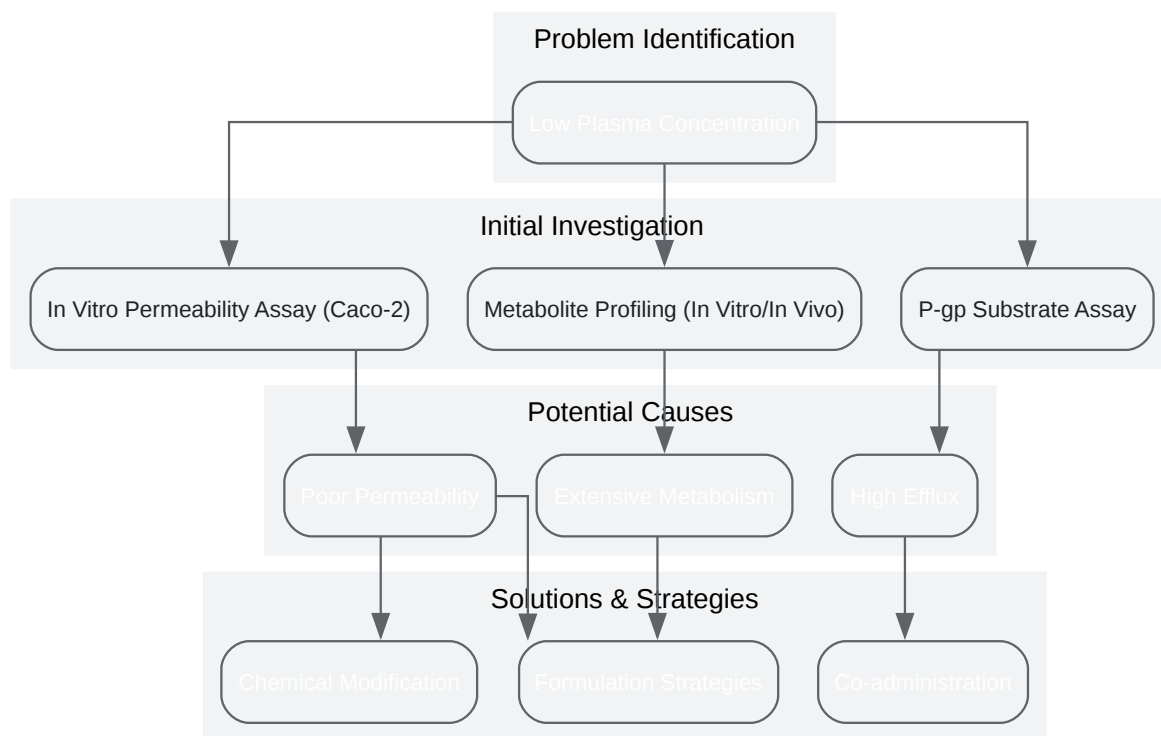 Problem Identification
Low Plasma Concentration
Initial Investigation
In Vitro Permeability Assay (Caco-2)
Metabolite Profiling (In Vitro/In Vivo)
P-gp Substrate Assay
Potential Causes
Poor Permeability
Extensive Metabolism
High Efflux
Solutions & Strategies
Chemical Modification
Formulation Strategies
Co-administration